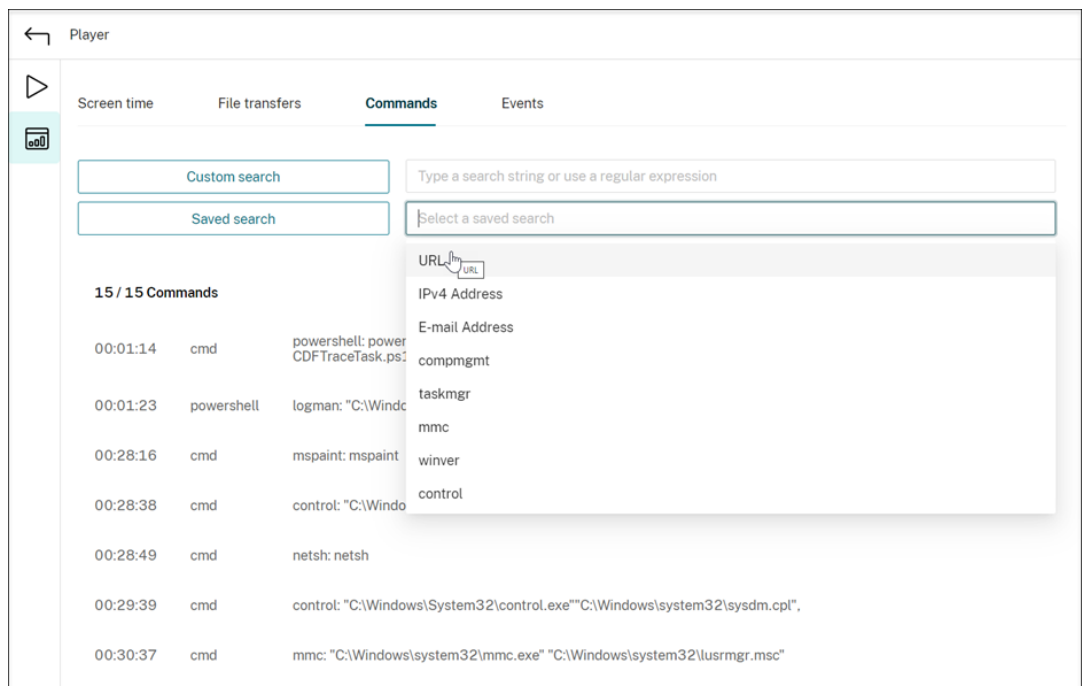 Player
Screen time File transfers Commands Events
Custom search Type a search string or use a regular expression
Saved search Select a saved search
URL URL
15 / 15 Commands
IPv4 Address
E-mail Address
00:01:14 cmd powershell: power
CDFTraceTask.ps1
compmgmt
taskmgr
00:01:23 powershell logman: "C:\Windo
mmc
00:28:16 cmd mspaint: mspaint
winver
control
00:28:38 cmd control: "C:\Windo
00:28:49 cmd netsh: netsh
00:29:39 cmd control: "C:\Windows\System32\control.exe""C:\Windows\system32\sysdm.cpl",
00:30:37 cmd mmc: "C:\Windows\system32\mmc.exe" "C:\Windows\system32\lusrmgr.msc"